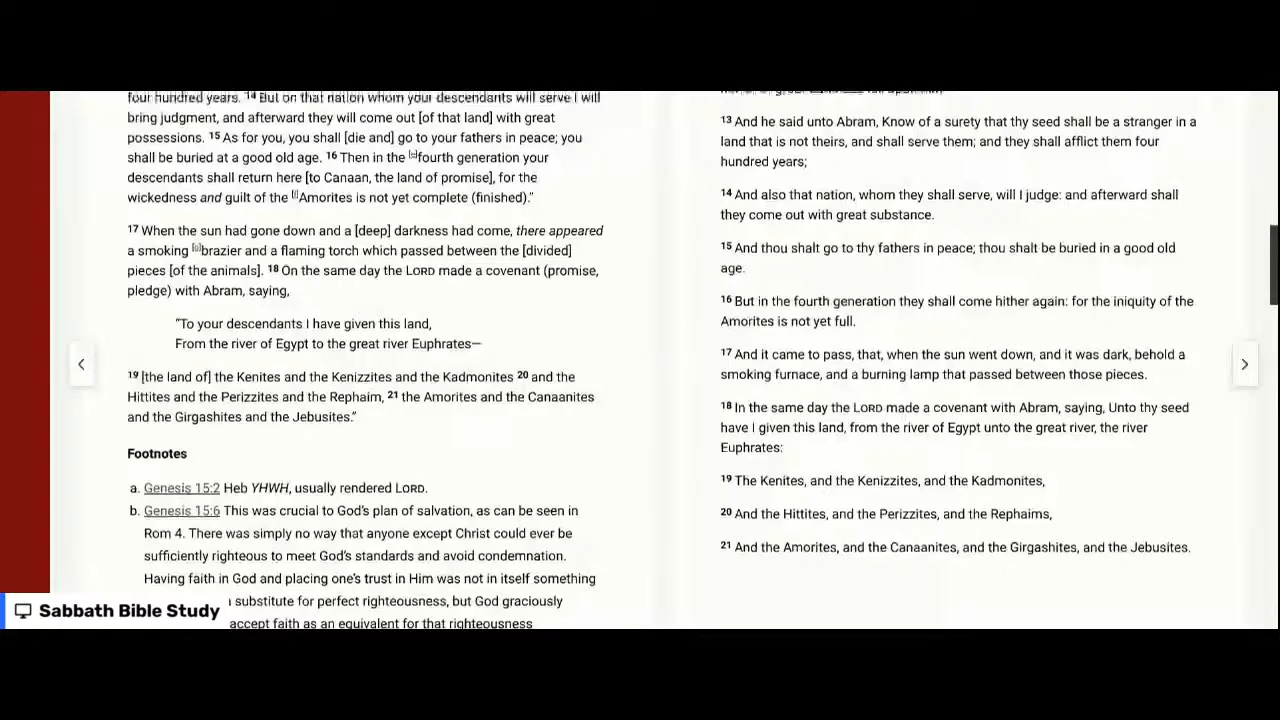 four hundred years. 14 But on that nation whom your descendants will serve I will
bring judgment, and afterward they will come out [of that land] with great
possessions. 15 As for you, you shall [die and] go to your fathers in peace; you
shall be buried at a good old age. 16 Then in the fourth generation your
descendants shall return here [to Canaan, the land of promise], for the
wickedness and guilt of the Amorites is not yet complete (finished).”
17 When the sun had gone down and a [deep] darkness had come, there appeared
a smoking brazier and a flaming torch which passed between the [divided]
pieces [of the animals]. 18 On the same day the LORD made a covenant (promise,
pledge) with Abram, saying,
“To your descendants I have given this land,
From the river of Egypt to the great river Euphrates—
19 [the land of] the Kenites and the Kenizzites and the Kadmonites 20 and the
Hittites and the Perizzites and the Rephaim, 21 the Amorites and the Canaanites
and the Girgashites and the Jebusites.”
Footnotes
a. Genesis 15:2 Heb YHWH, usually rendered LORD.
b. Genesis 15:6 This was crucial to God’s plan of salvation, as can be seen in
Rom 4. There was simply no way that anyone except Christ could ever be
sufficiently righteous to meet God’s standards and avoid condemnation.
Having faith in God and placing one’s trust in Him was not in itself something
substitute for perfect righteousness, but God graciously
accept faith as an equivalent for that righteousness
13 And he said unto Abram, Know of a surety that thy seed shall be a stranger in a
land that is not theirs, and shall serve them; and they shall afflict them four
hundred years;
14 And also that nation, whom they shall serve, will I judge: and afterward shall
they come out with great substance.
15 And thou shalt go to thy fathers in peace; thou shalt be buried in a good old
age.
16 But in the fourth generation they shall come hither again: for the iniquity of the
Amorites is not yet full.
17 And it came to pass, that, when the sun went down, and it was dark, behold a
smoking furnace, and a burning lamp that passed between those pieces.
18 In the same day the LORD made a covenant with Abram, saying, Unto thy seed
have I given this land, from the river of Egypt unto the great river, the river
Euphrates:
19 The Kenites, and the Kenizzites, and the Kadmonites,
20 And the Hittites, and the Perizzites, and the Rephaims,
21 And the Amorites, and the Canaanites, and the Girgashites, and the Jebusites.
Sabbath Bible Study